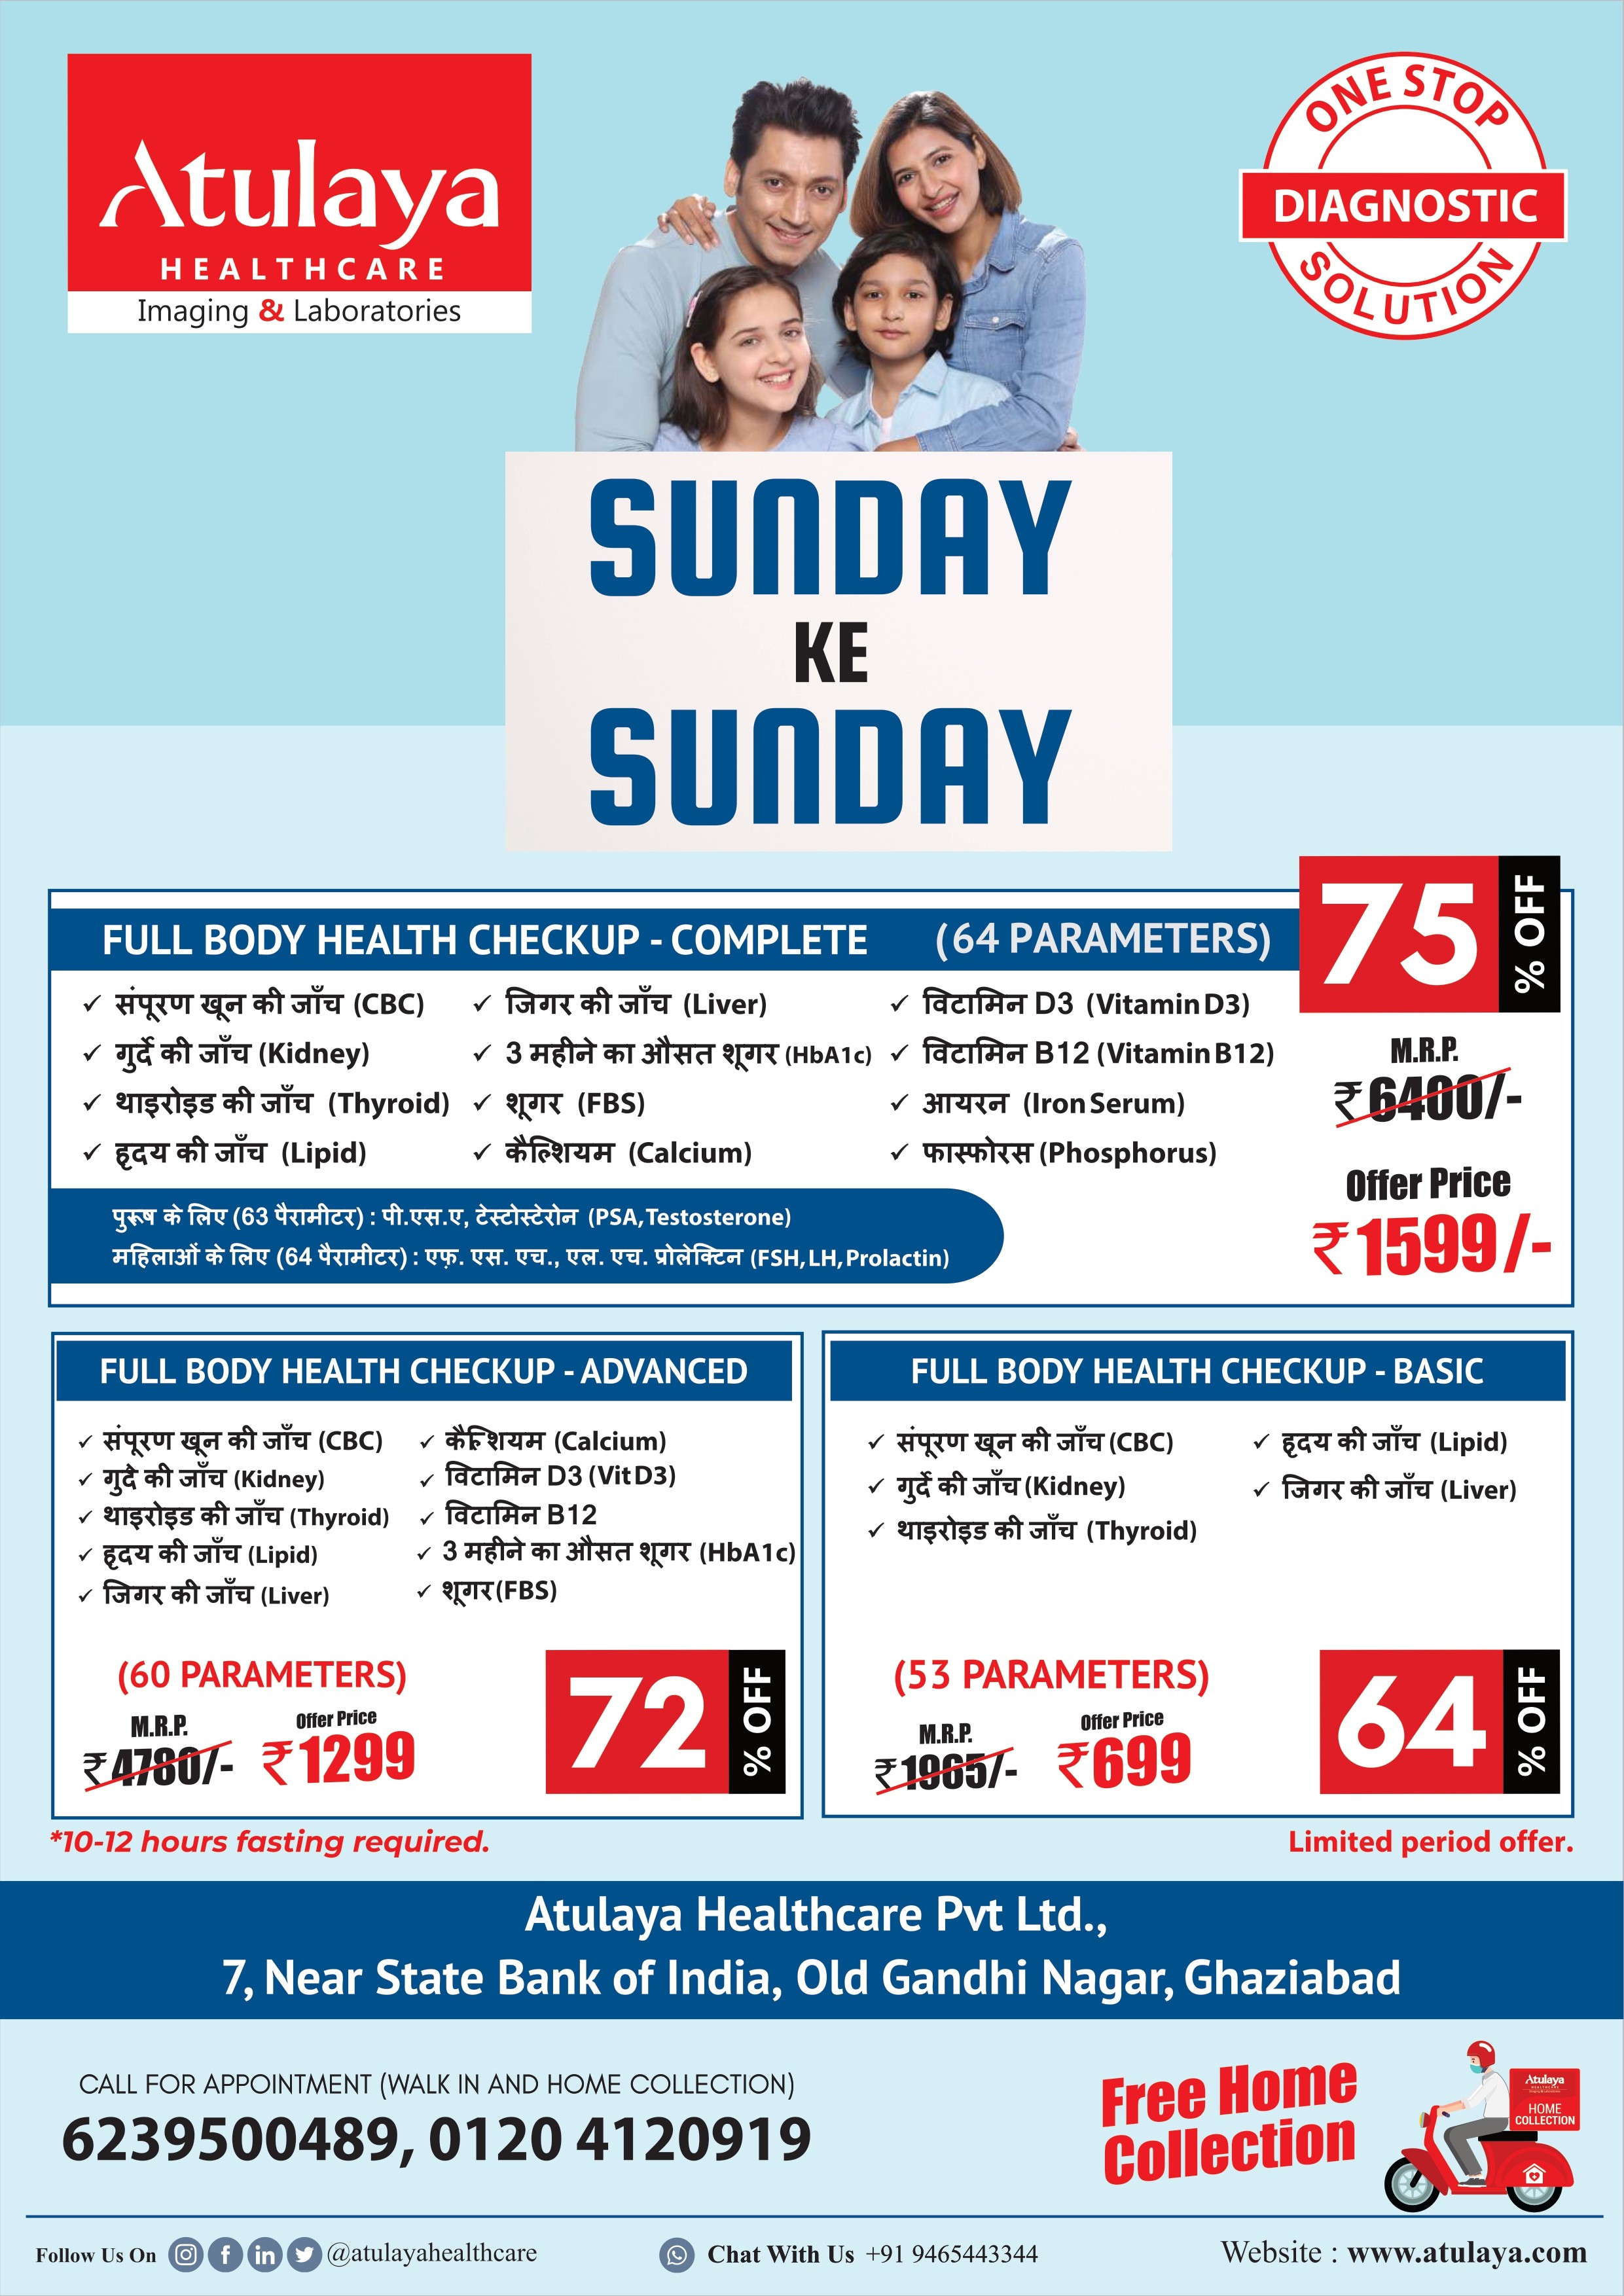 Atulaya
HEALTHCARE
Imaging & Laboratories
ONE STOP
DIAGNOSTIC
SOLUTION
SUNDAY
KE
SUNDAY
FULL BODY HEALTH CHECKUP - COMPLETE (64 PARAMETERS)
75 % OFF
✓ संपूरण खून की जाँच (CBC)
✓ गुर्दे की जाँच (Kidney)
✓ थाइरोइड की जाँच (Thyroid)
✓ हृदय की जाँच (Lipid)
✓ जिगर की जाँच (Liver)
✓ 3 महीने का औसत शूगर (HbA1c)
✓ शूगर (FBS)
✓ कैल्शियम (Calcium)
✓ विटामिन D3 (Vitamin D3)
✓ विटामिन B12 (Vitamin B12)
✓ आयरन (Iron Serum)
✓ फास्फोरस (Phosphorus)
M.R.P.
₹6400/-
Offer Price
₹1599/-
पुरूष के लिए (63 पैरामीटर) : पी.एस.ए, टेस्टोस्टेरोन (PSA, Testosterone)
महिलाओं के लिए (64 पैरामीटर) : एफ़. एस. एच., एल. एच. प्रोलेक्टिन (FSH, LH, Prolactin)
FULL BODY HEALTH CHECKUP - ADVANCED
✓ संपूरण खून की जाँच (CBC)
✓ गुर्दे की जाँच (Kidney)
✓ थाइरोइड की जाँच (Thyroid)
✓ हृदय की जाँच (Lipid)
✓ जिगर की जाँच (Liver)
✓ कैल्शियम (Calcium)
✓ विटामिन D3 (Vit D3)
✓ विटामिन B12
✓ 3 महीने का औसत शूगर (HbA1c)
✓ शूगर (FBS)
(60 PARAMETERS)
M.R.P.
₹4780/-
Offer Price
₹1299
72 % OFF
FULL BODY HEALTH CHECKUP - BASIC
✓ संपूरण खून की जाँच (CBC)
✓ गुर्दे की जाँच (Kidney)
✓ थाइरोइड की जाँच (Thyroid)
✓ हृदय की जाँच (Lipid)
✓ जिगर की जाँच (Liver)
(53 PARAMETERS)
M.R.P.
₹1965/-
Offer Price
₹699
64 % OFF
*10-12 hours fasting required.
Limited period offer.
Atulaya Healthcare Pvt Ltd.,
7, Near State Bank of India, Old Gandhi Nagar, Ghaziabad
CALL FOR APPOINTMENT (WALK IN AND HOME COLLECTION)
6239500489, 0120 4120919
Free Home
Collection
Atulaya
HEALTHCARE
HOME
COLLECTION
Follow Us On @atulayahealthcare
Chat With Us +91 9465443344
Website : www.atulaya.com